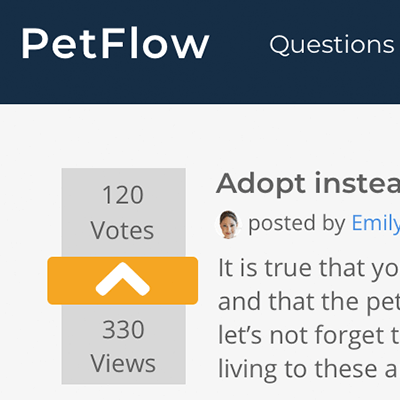 PetFlow
Questions
120
Votes
330
Views
Adopt instea
posted by Emily
It is true that yo
and that the pet
let's not forget t
living to these a